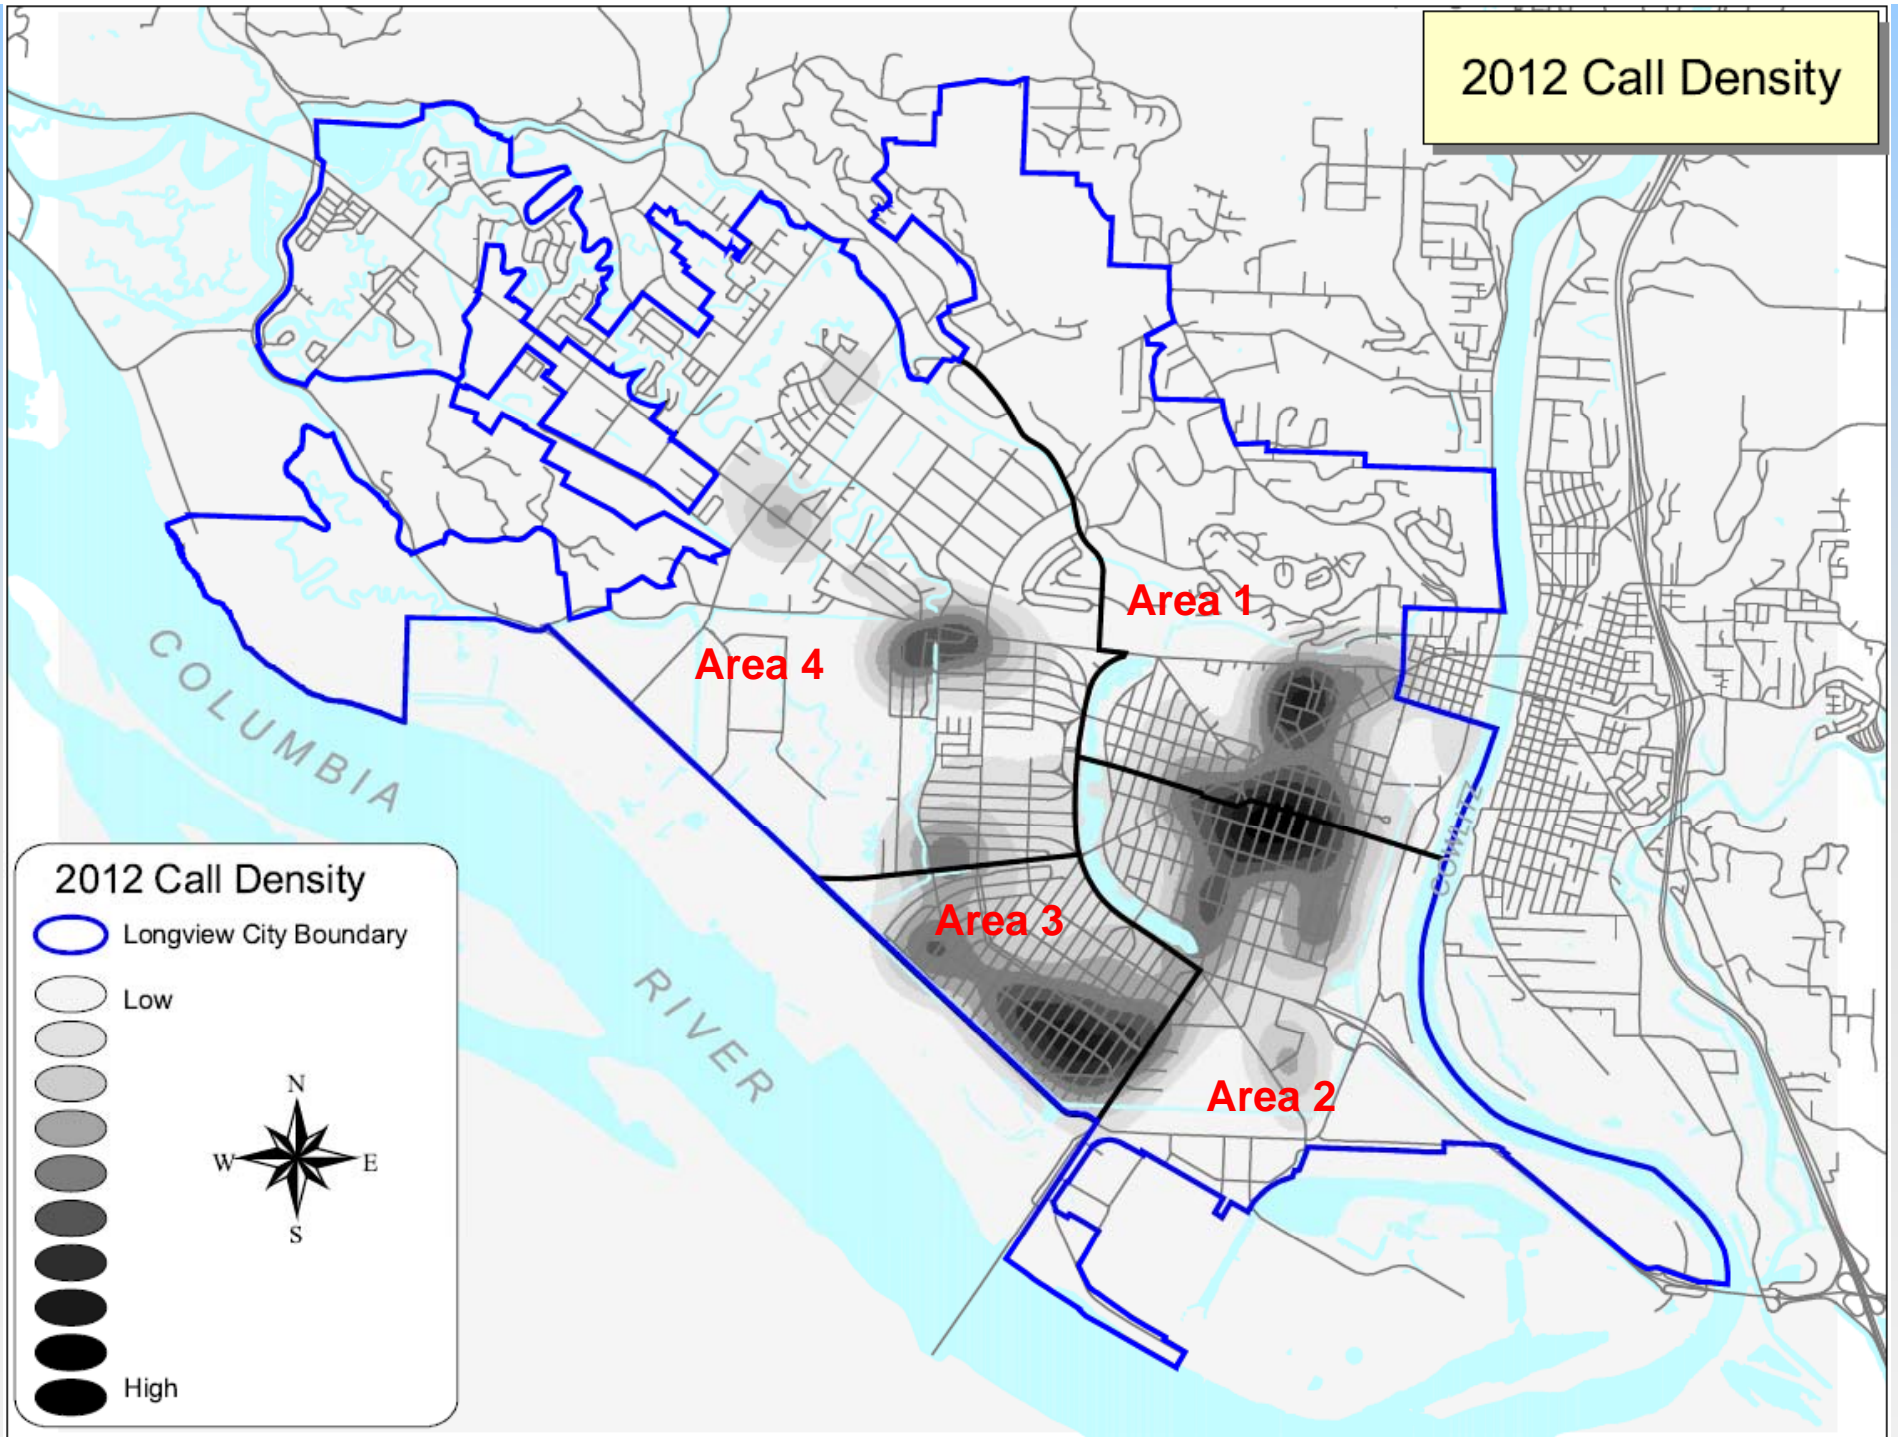 2012 Call Density
Area 1
Area 4
COLUMBIA
COWLITZ
2012 Call Density
Longview City Boundary
Area 3
Low
RIVER
N
Area 2
W
E
S
High